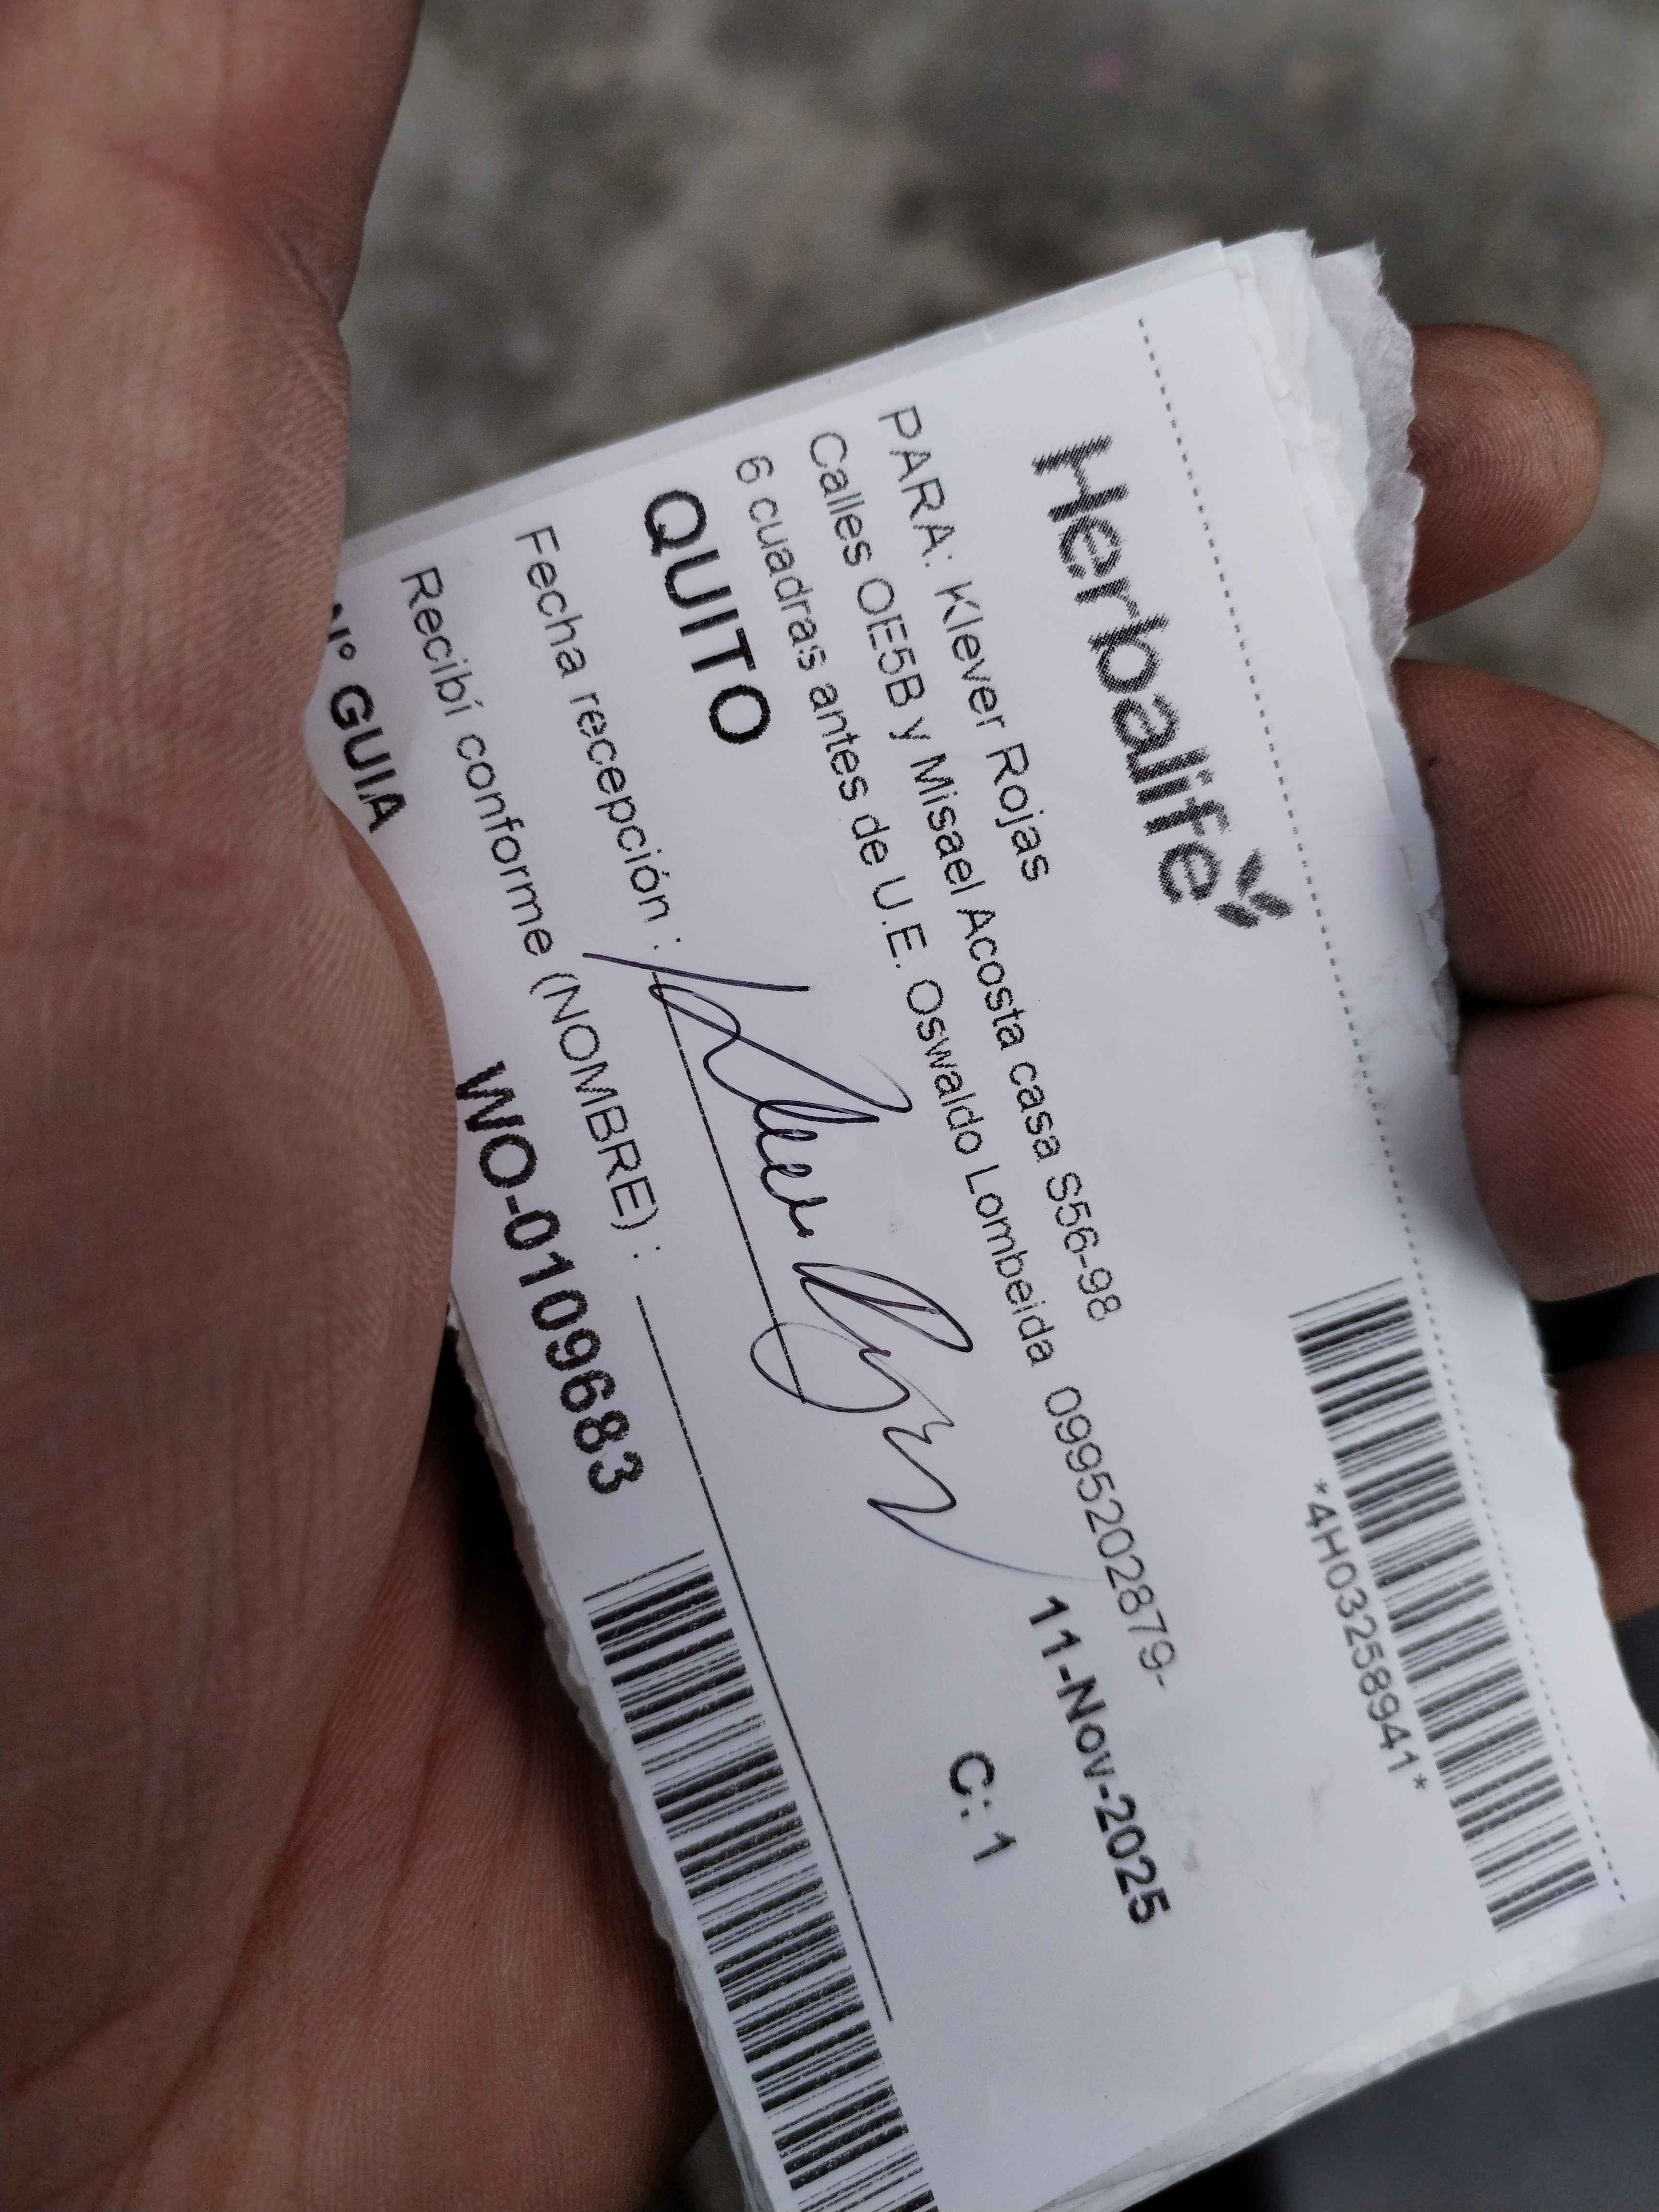 Herbalife
*4H03258941*
PARA: Klever Rojas
Calles OE5B y Misael Acosta casa S56-98
6 cuadras antes de U.E. Oswaldo Lombeida 0995202879-
QUITO
11-Nov-2025
Fecha recepción :
C: 1
Recibí conforme (NOMBRE) :
Nº GUIA WO-0109683